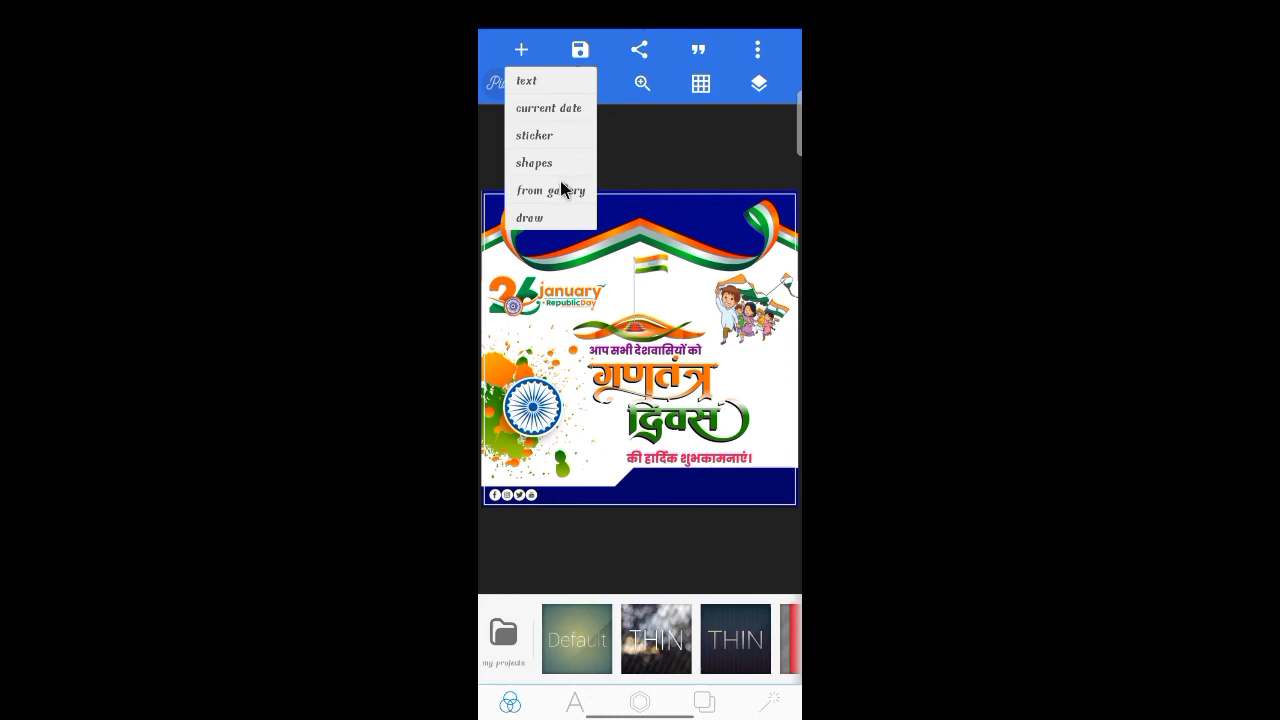 text
current date
sticker
shapes
from gallery
draw
26 january
Republic Day
आप सभी देशवासियों को
गणतंत्र
दिवस
की हार्दिक शुभकामनाएं।
my projects
Default
THIN
THIN
A